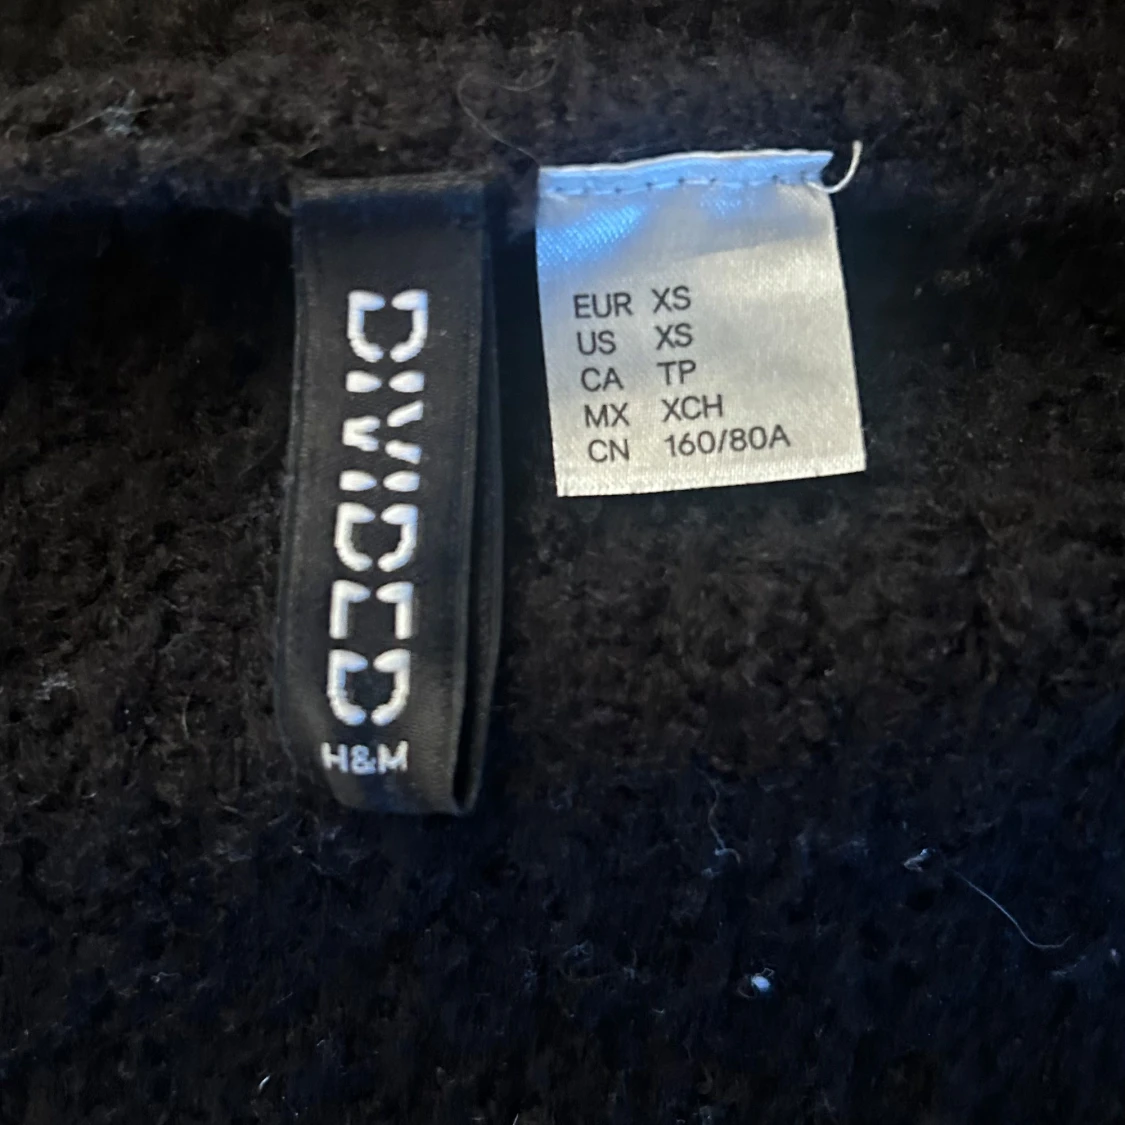 DIVIDED
H&M
EUR XS
US XS
CA TP
MX XCH
CN 160/80A